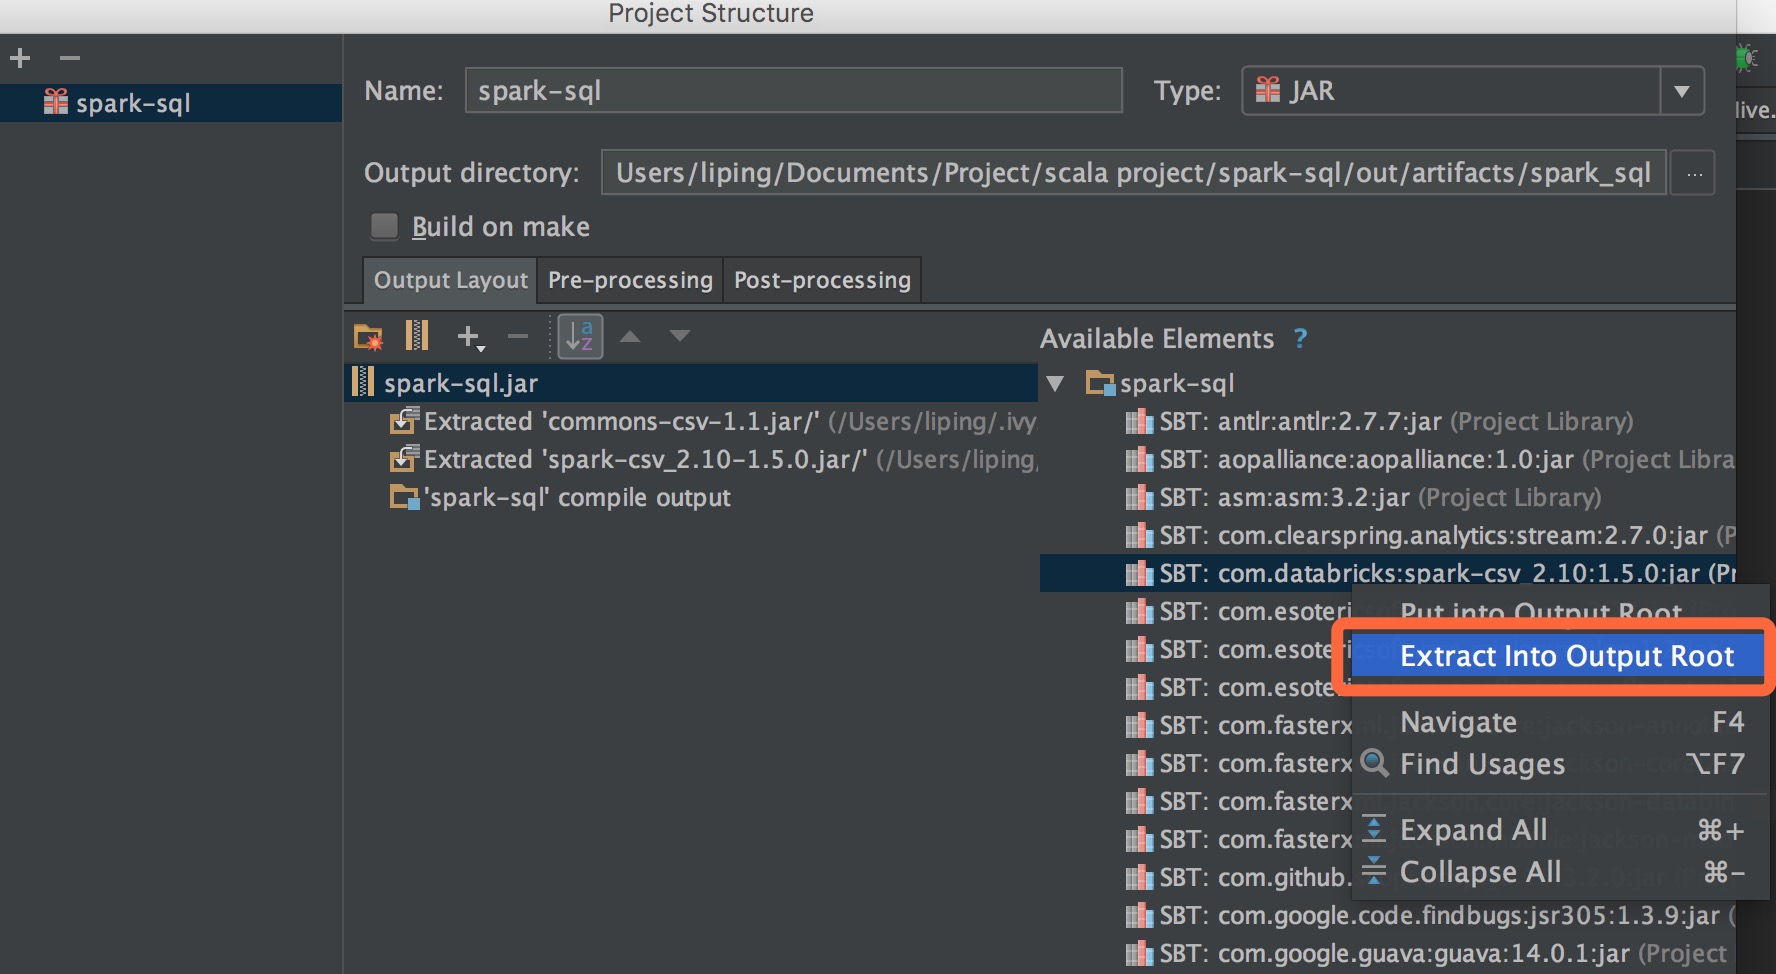 Project Structure
spark-sql
Name: spark-sql Type: JAR
live.
Output directory: Users/liping/Documents/Project/scala project/spark-sql/out/artifacts/spark_sql ...
Build on make
Output Layout Pre-processing Post-processing
Available Elements ?
spark-sql.jar
Extracted 'commons-csv-1.1.jar/' (/Users/liping/.ivy
Extracted 'spark-csv_2.10-1.5.0.jar/' (/Users/liping/
'spark-sql' compile output
spark-sql
SBT: antlr:antlr:2.7.7:jar (Project Library)
SBT: aopalliance:aopalliance:1.0:jar (Project Libra
SBT: asm:asm:3.2:jar (Project Library)
SBT: com.clearspring.analytics:stream:2.7.0:jar (P
SBT: com.databricks:spark-csv_2.10:1.5.0:jar (Pr
SBT: com.esoteri
SBT: com.esoteri
SBT: com.esoteri
SBT: com.fasterx
SBT: com.fasterx
SBT: com.fasterx
SBT: com.fasterx
SBT: com.github.
SBT: com.google.code.findbugs:jsr305:1.3.9:jar (
SBT: com.google.guava:guava:14.0.1:jar (Project
Put into Output Root
Extract Into Output Root
Navigate F4
Find Usages ⌥F7
Expand All ⌘+
Collapse All ⌘-